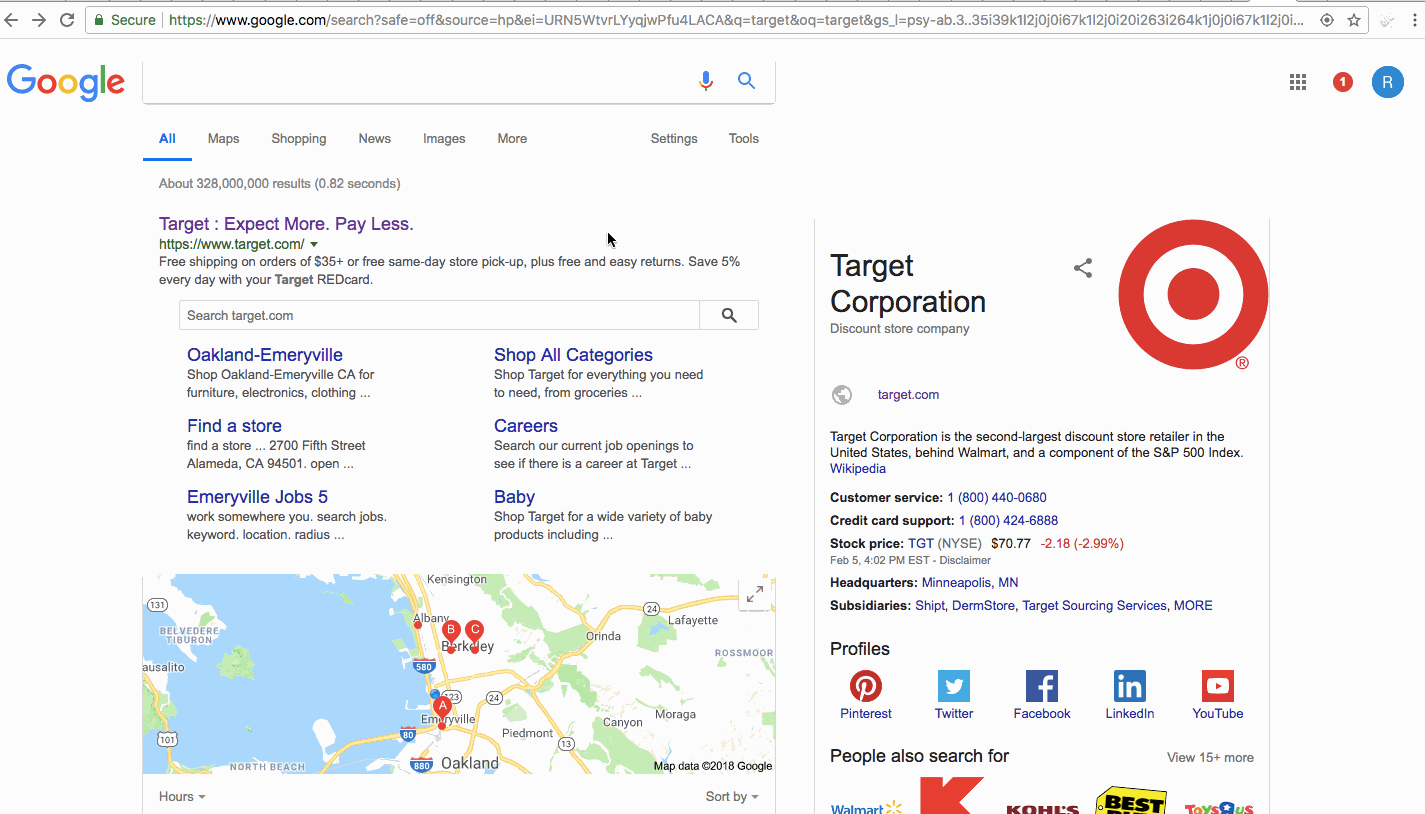 Secure https://www.google.com/search?safe=off&source=hp&ei=URN5WtvrLYyqjwPfu4LACA&q=target&oq=target&gs_l=psy-ab.3..35i39k1l2j0j0i67k1l2j0i20i263i264k1j0j0i67k1l2j0i...
Google
1
R
All Maps Shopping News Images More Settings Tools
About 328,000,000 results (0.82 seconds)
Target : Expect More. Pay Less.
https://www.target.com/
Free shipping on orders of $35+ or free same-day store pick-up, plus free and easy returns. Save 5%
every day with your Target REDcard.
Search target.com
Oakland-Emeryville
Shop Oakland-Emeryville CA for
furniture, electronics, clothing ...
Shop All Categories
Shop Target for everything you need
to need, from groceries ...
Find a store
find a store ... 2700 Fifth Street
Alameda, CA 94501. open ...
Careers
Search our current job openings to
see if there is a career at Target ...
Emeryville Jobs 5
work somewhere you. search jobs.
keyword. location. radius ...
Baby
Shop Target for a wide variety of baby
products including ...
Kensington
131
24
Albany
Lafayette
B C
BELVEDERE
TIBURON
Orinda
Berkeley
ROSSMOOR
ausalito
580
123
24
A
Emeryville
Moraga
Canyon
80
Piedmont
101
13
880
Oakland
NORTH BEACH
Map data ©2018 Google
Hours Sort by
Target
Corporation
Discount store company
®
target.com
Target Corporation is the second-largest discount store retailer in the
United States, behind Walmart, and a component of the S&P 500 Index.
Wikipedia
Customer service: 1 (800) 440-0680
Credit card support: 1 (800) 424-6888
Stock price: TGT (NYSE) $70.77 -2.18 (-2.99%)
Feb 5, 4:02 PM EST - Disclaimer
Headquarters: Minneapolis, MN
Subsidiaries: Shipt, DermStore, Target Sourcing Services, MORE
Profiles
Pinterest Twitter Facebook LinkedIn YouTube
People also search for View 15+ more
Walmart KOHL'S BEST BUY ToysRus